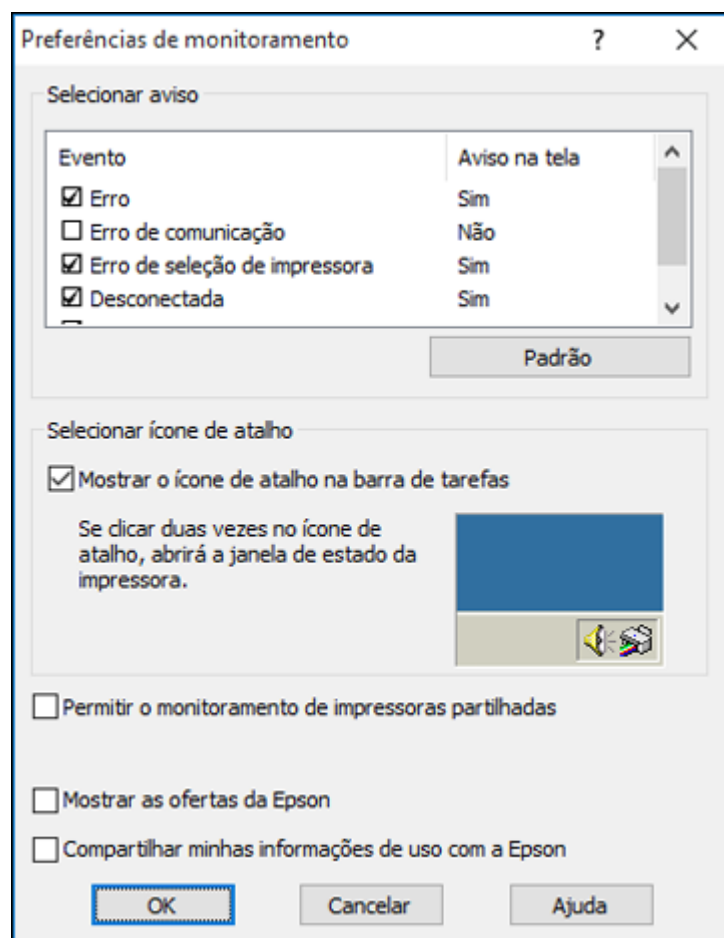 Preferências de monitoramento
Selecionar aviso
Evento Aviso na tela
Erro Sim
Erro de comunicação Não
Erro de seleção de impressora Sim
Desconectada Sim
Padrão
Selecionar ícone de atalho
Mostrar o ícone de atalho na barra de tarefas
Se clicar duas vezes no ícone de
atalho, abrirá a janela de estado da
impressora.
Permitir o monitoramento de impressoras partilhadas
Mostrar as ofertas da Epson
Compartilhar minhas informações de uso com a Epson
OK Cancelar Ajuda